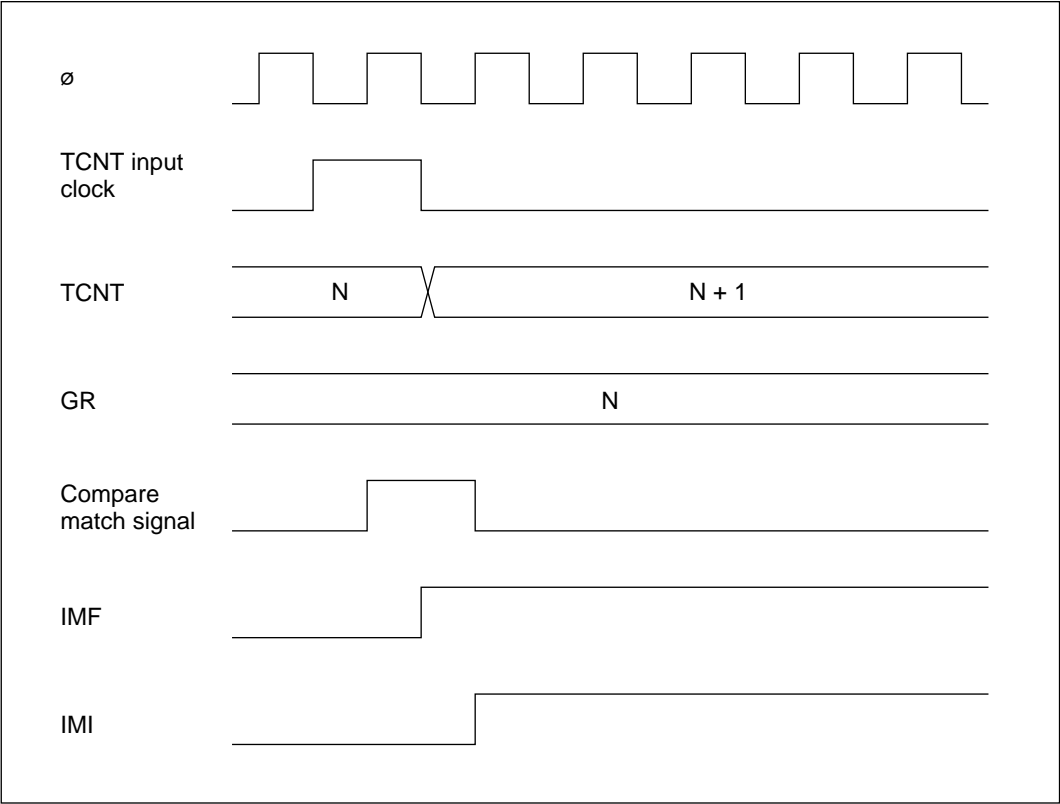 ø
TCNT input
clock
TCNT
N
N + 1
GR
N
Compare
match signal
IMF
IMI